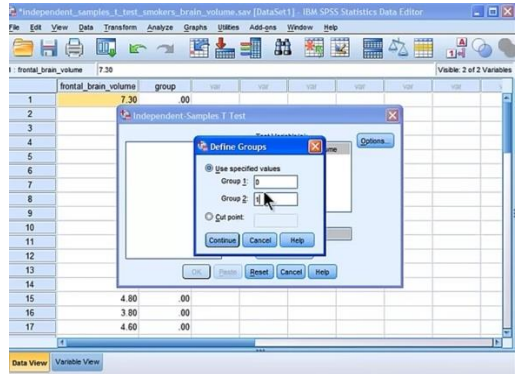 *independent_samples_t_test_smokers_brain_volume.sav [DataSet1] - IBM SPSS Statistics Data Editor
File Edit View Data Transform Analyze Graphs Utilities Add-ons Window Help
1 : frontal_brain_volume 7.30 Visible: 2 of 2 Variables
frontal_brain_volume group var var var var var var
1 7.30 .00
2
Independent-Samples T Test
3
4 Options...
Define Groups
5
Use specified values
6
Group 1: 0
7
8
Group 2: 1
9
Cut point:
10
11
Continue Cancel Help
12
13
OK Paste Reset Cancel Help
14
15 4.80 .00
16 3.80 .00
17 4.60 .00
Data View Variable View